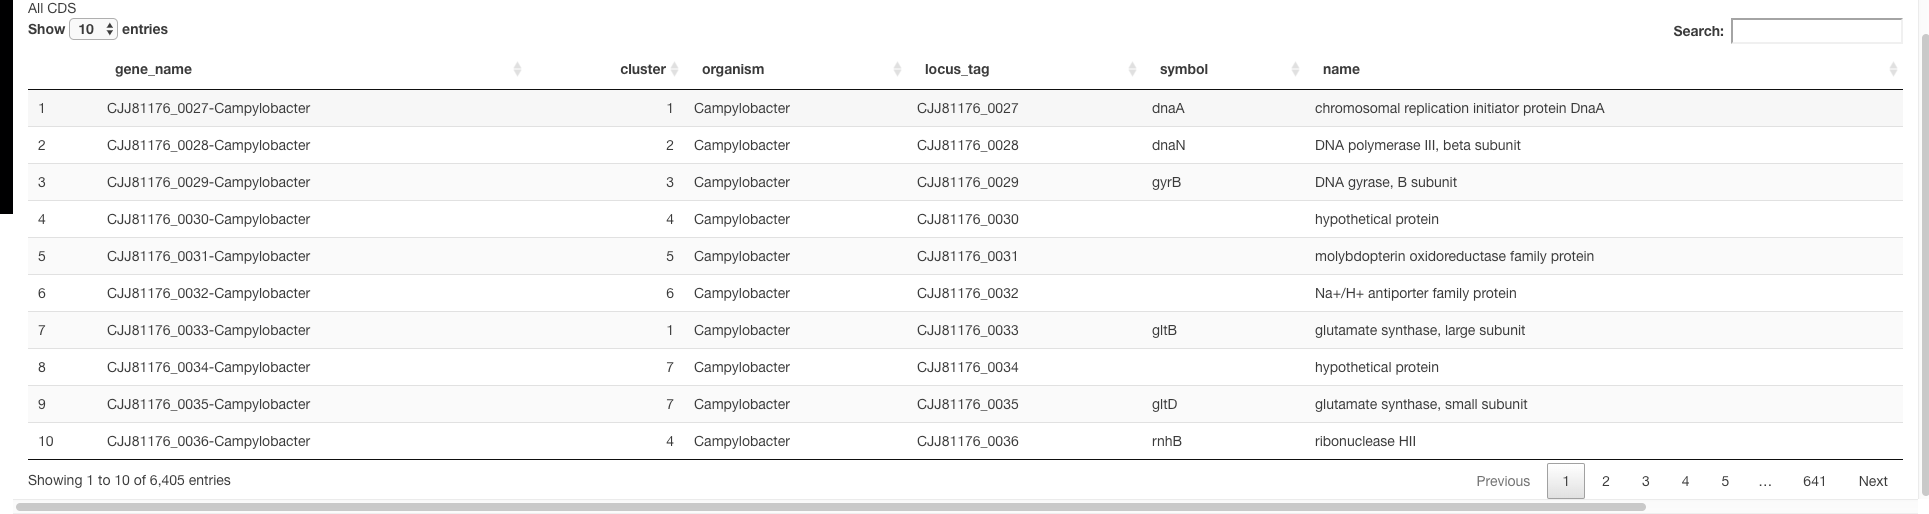 All CDS
Show 10 entries Search:
gene_name cluster organism locus_tag symbol name
1 CJJ81176_0027-Campylobacter 1 Campylobacter CJJ81176_0027 dnaA chromosomal replication initiator protein DnaA
2 CJJ81176_0028-Campylobacter 2 Campylobacter CJJ81176_0028 dnaN DNA polymerase III, beta subunit
3 CJJ81176_0029-Campylobacter 3 Campylobacter CJJ81176_0029 gyrB DNA gyrase, B subunit
4 CJJ81176_0030-Campylobacter 4 Campylobacter CJJ81176_0030 hypothetical protein
5 CJJ81176_0031-Campylobacter 5 Campylobacter CJJ81176_0031 molybdopterin oxidoreductase family protein
6 CJJ81176_0032-Campylobacter 6 Campylobacter CJJ81176_0032 Na+/H+ antiporter family protein
7 CJJ81176_0033-Campylobacter 1 Campylobacter CJJ81176_0033 gltB glutamate synthase, large subunit
8 CJJ81176_0034-Campylobacter 7 Campylobacter CJJ81176_0034 hypothetical protein
9 CJJ81176_0035-Campylobacter 7 Campylobacter CJJ81176_0035 gltD glutamate synthase, small subunit
10 CJJ81176_0036-Campylobacter 4 Campylobacter CJJ81176_0036 rnhB ribonuclease HII
Showing 1 to 10 of 6,405 entries Previous 1 2 3 4 5 ... 641 Next